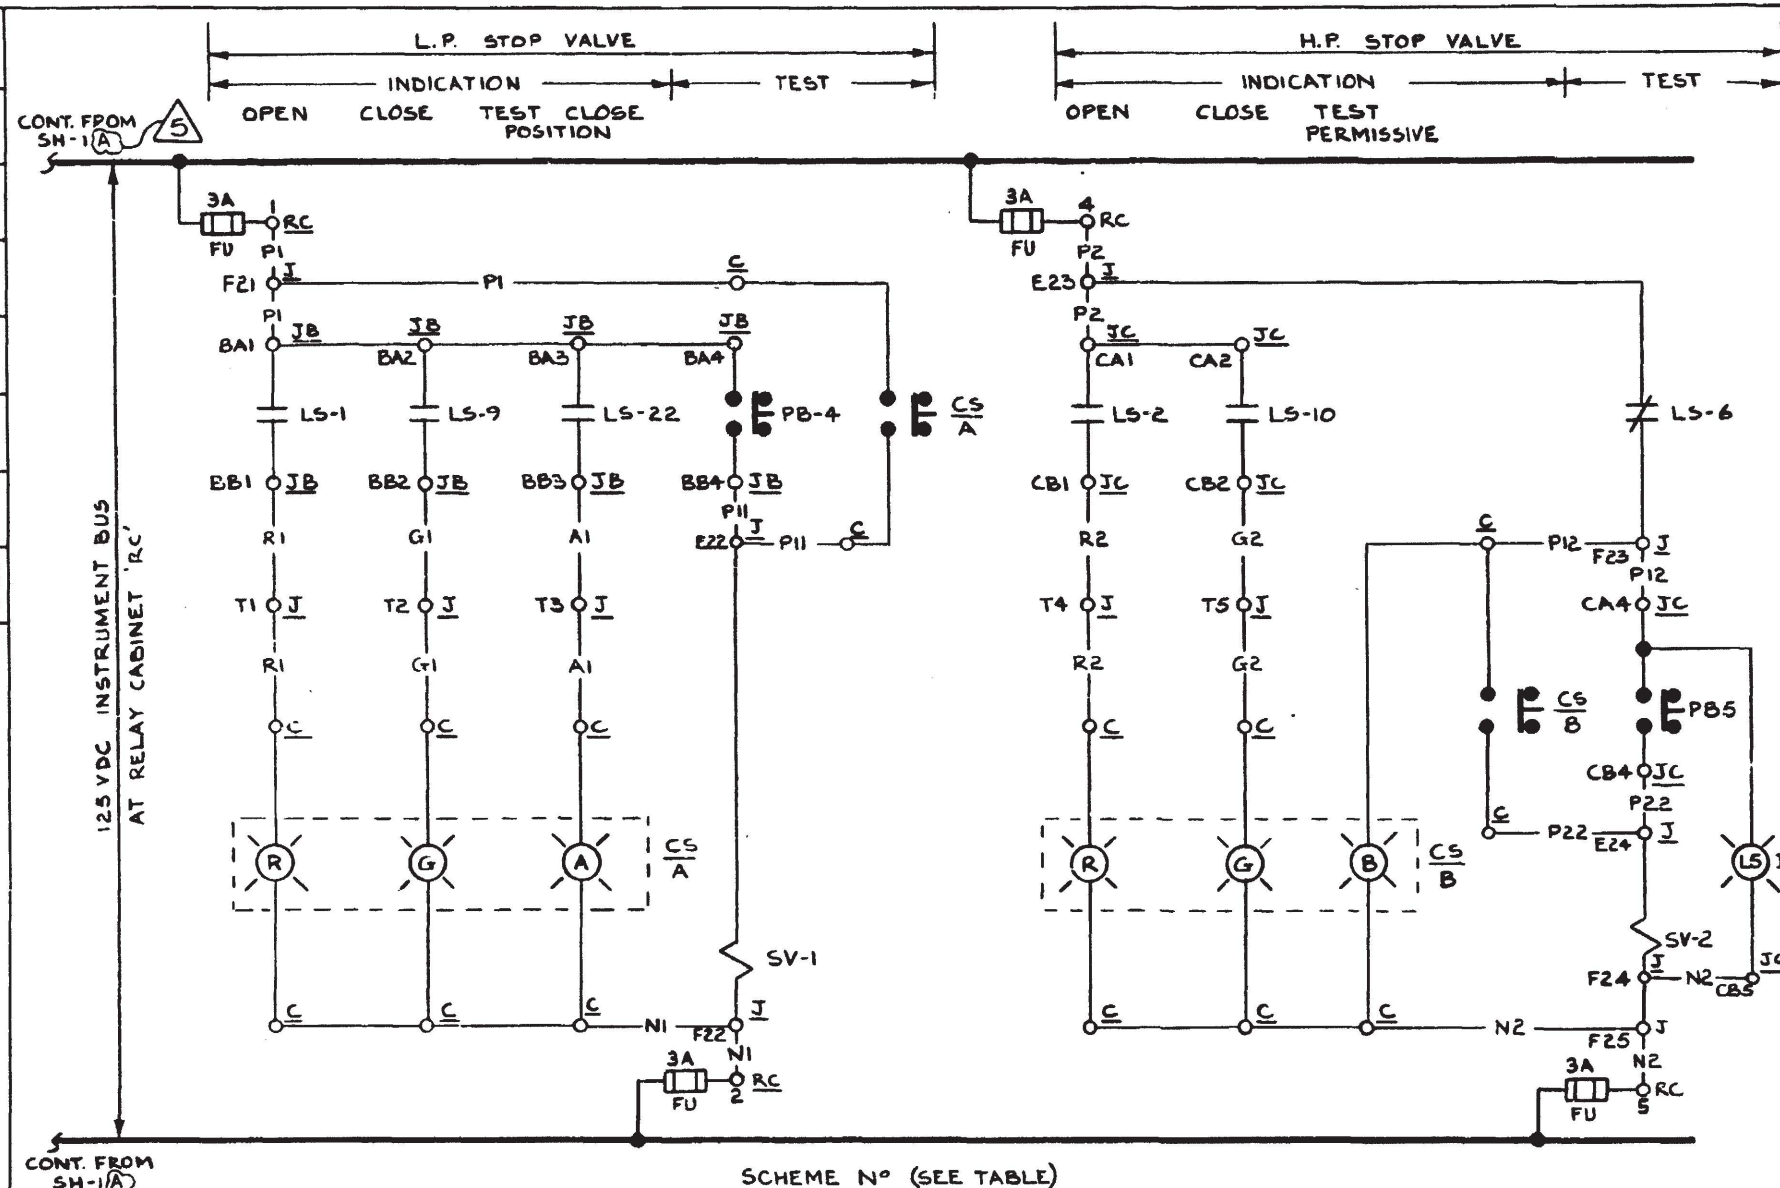 L.P. STOP VALVE
H.P. STOP VALVE
INDICATION
TEST
INDICATION
TEST
OPEN CLOSE TEST CLOSE
POSITION
OPEN CLOSE TEST
PERMISSIVE
CONT. FROM
SH-1 A
5
3A
1
RC
FU
P1
3A
4
RC
FU
P2
F21 J
P1
C
E23 J
P1
P2
BA1 JB
BA2 JB
BA3 JB
BA4 JB
CA1 JC
CA2 JC
LS-1
LS-9
LS-22
PB-4
CS
A
LS-2
LS-10
LS-6
BB1 JB
BB2 JB
BB3 JB
BB4 JB
CB1 JC
CB2 JC
P11
R1
G1
A1
E22 J
P11
C
R2
G2
C
P12
F23 J
P12
T1 J
T2 J
T3 J
T4 J
T5 J
CA4 JC
R1
G1
A1
R2
G2
C
C
C
C
C
CS
B
PB5
CB4 JC
P22
C
P22
E24 J
125 VDC INSTRUMENT BUS
AT RELAY CABINET 'RC'
R
G
A
CS
A
R
G
B
CS
B
LS
SV-1
SV-2
F24 J
N2
CB5
JC
C
C
C
N1
F22 J
N1
C
C
C
N2
F25 J
N2
3A
FU
2
RC
3A
FU
5
RC
CONT. FROM
SH-1 A
SCHEME Nº (SEE TABLE)